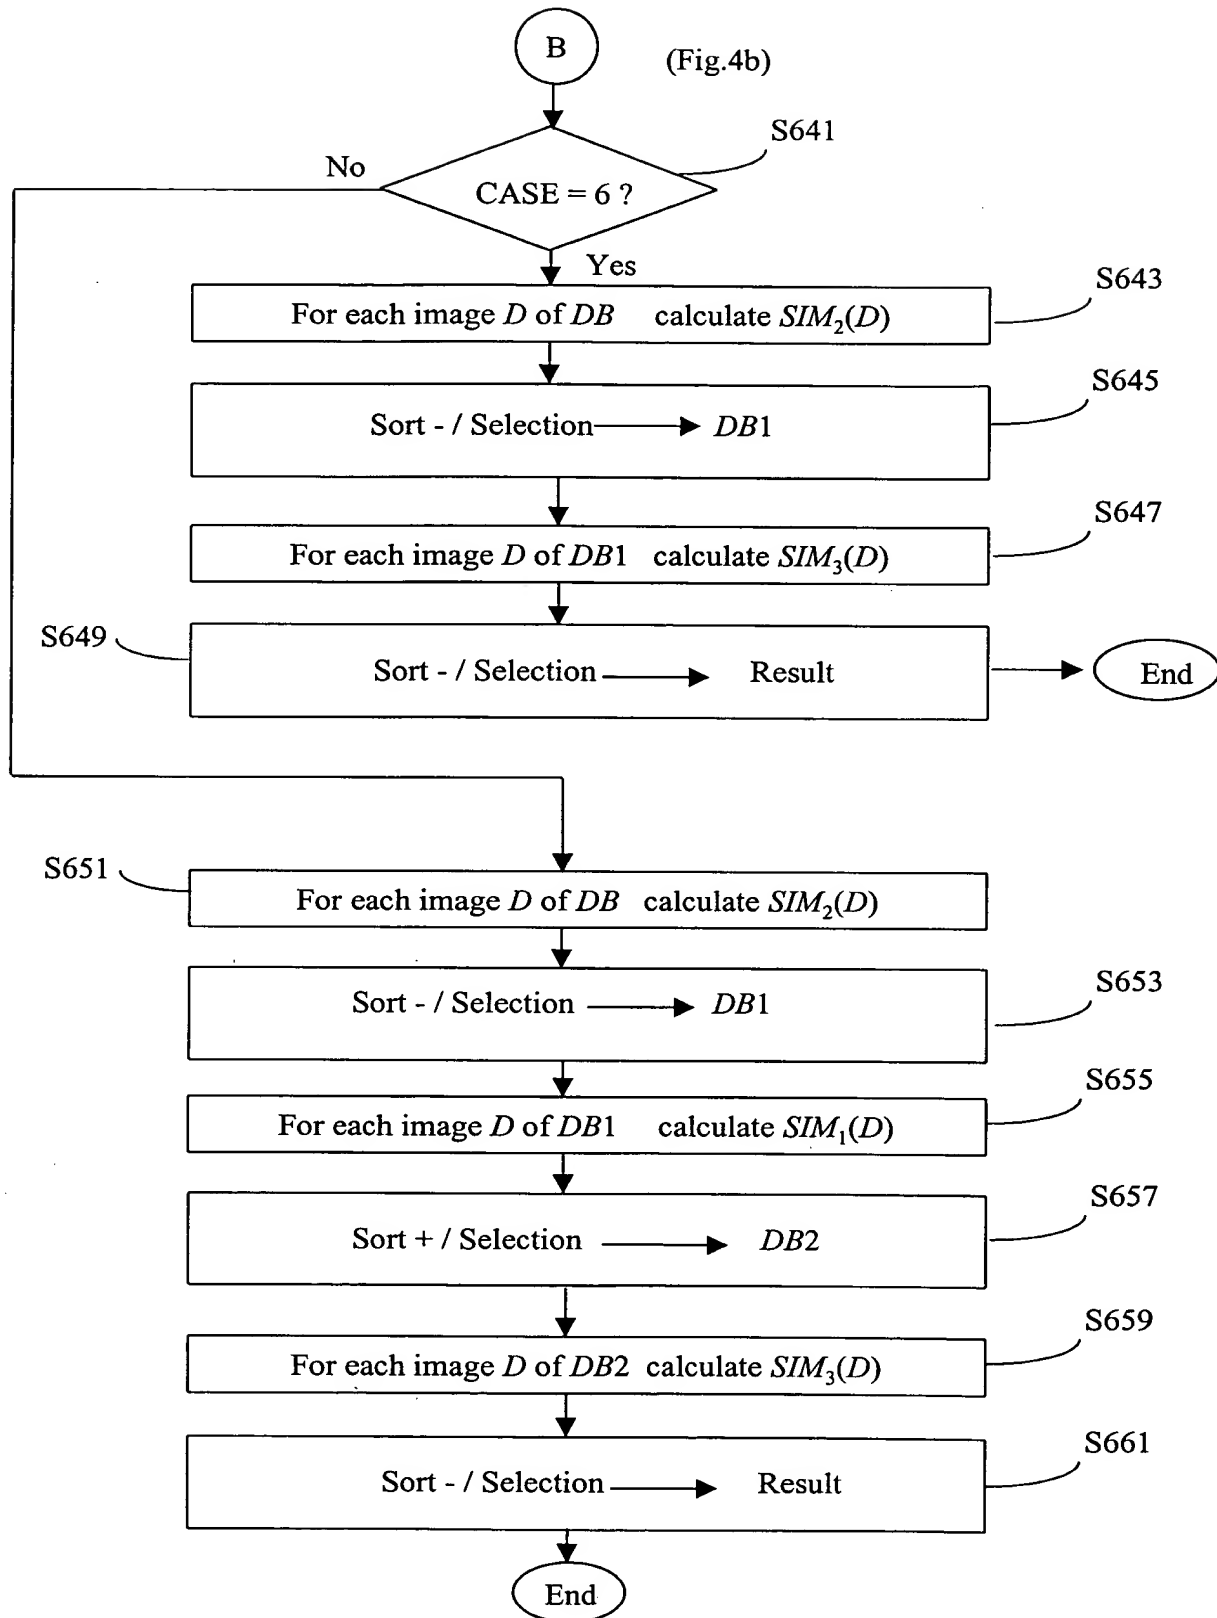 B
(Fig.4b)
S641
No
CASE = 6 ?
Yes
S643
For each image D of DB calculate SIM₂(D)
S645
Sort - / Selection DB1
S647
For each image D of DB1 calculate SIM₃(D)
S649
Sort - / Selection Result
End
S651
For each image D of DB calculate SIM₂(D)
S653
Sort - / Selection DB1
S655
For each image D of DB1 calculate SIM₁(D)
S657
Sort + / Selection DB2
S659
For each image D of DB2 calculate SIM₃(D)
S661
Sort - / Selection Result
End